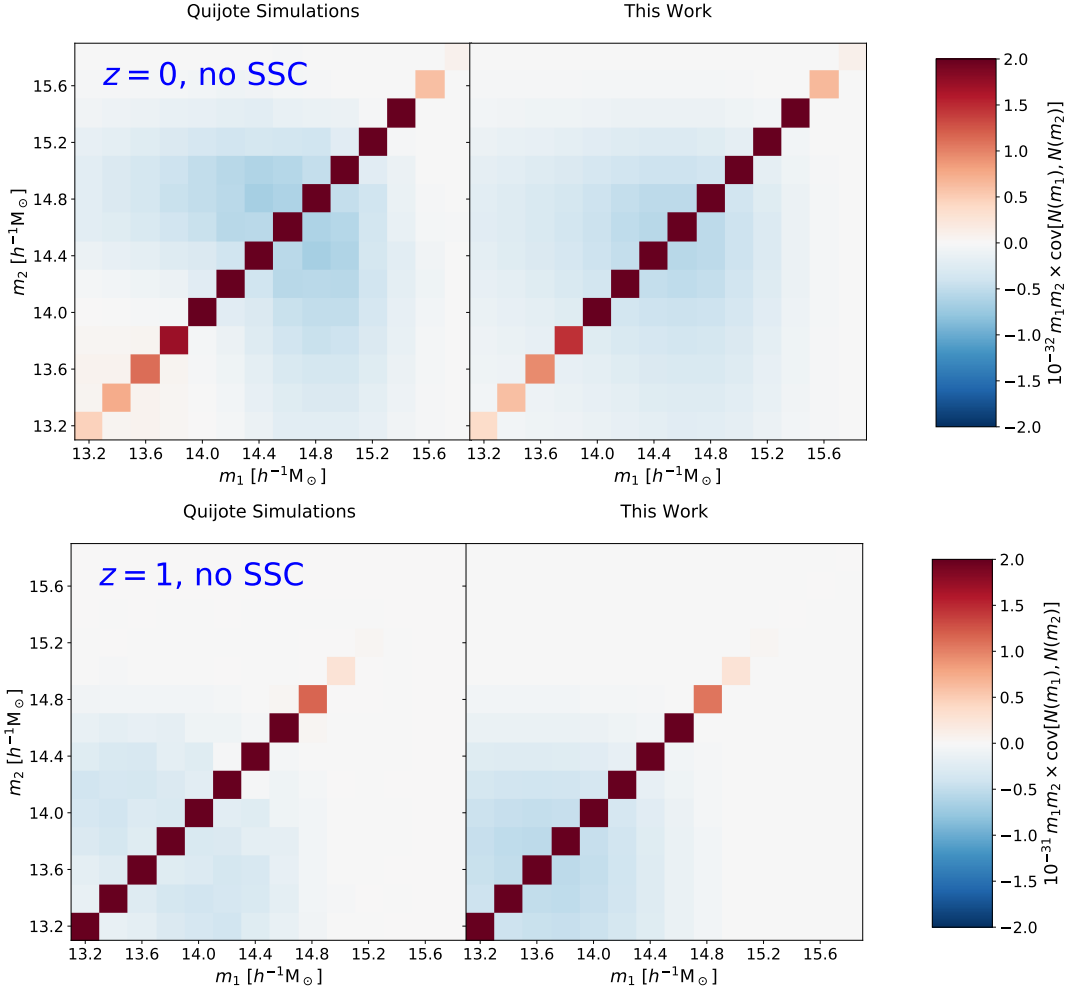 Quijote Simulations
This Work
z = 0, no SSC
15.6
15.2
14.8
14.4
14.0
13.6
13.2
m₂ [h⁻¹M⊙]
13.2 13.6 14.0 14.4 14.8 15.2 15.6
13.2 13.6 14.0 14.4 14.8 15.2 15.6
m₁ [h⁻¹M⊙]
m₁ [h⁻¹M⊙]
2.0
1.5
1.0
0.5
0.0
−0.5
−1.0
−1.5
−2.0
10⁻³² m₁m₂ × cov[N(m₁), N(m₂)]
Quijote Simulations
This Work
z = 1, no SSC
15.6
15.2
14.8
14.4
14.0
13.6
13.2
m₂ [h⁻¹M⊙]
13.2 13.6 14.0 14.4 14.8 15.2 15.6
13.2 13.6 14.0 14.4 14.8 15.2 15.6
m₁ [h⁻¹M⊙]
m₁ [h⁻¹M⊙]
2.0
1.5
1.0
0.5
0.0
−0.5
−1.0
−1.5
−2.0
10⁻³¹ m₁m₂ × cov[N(m₁), N(m₂)]